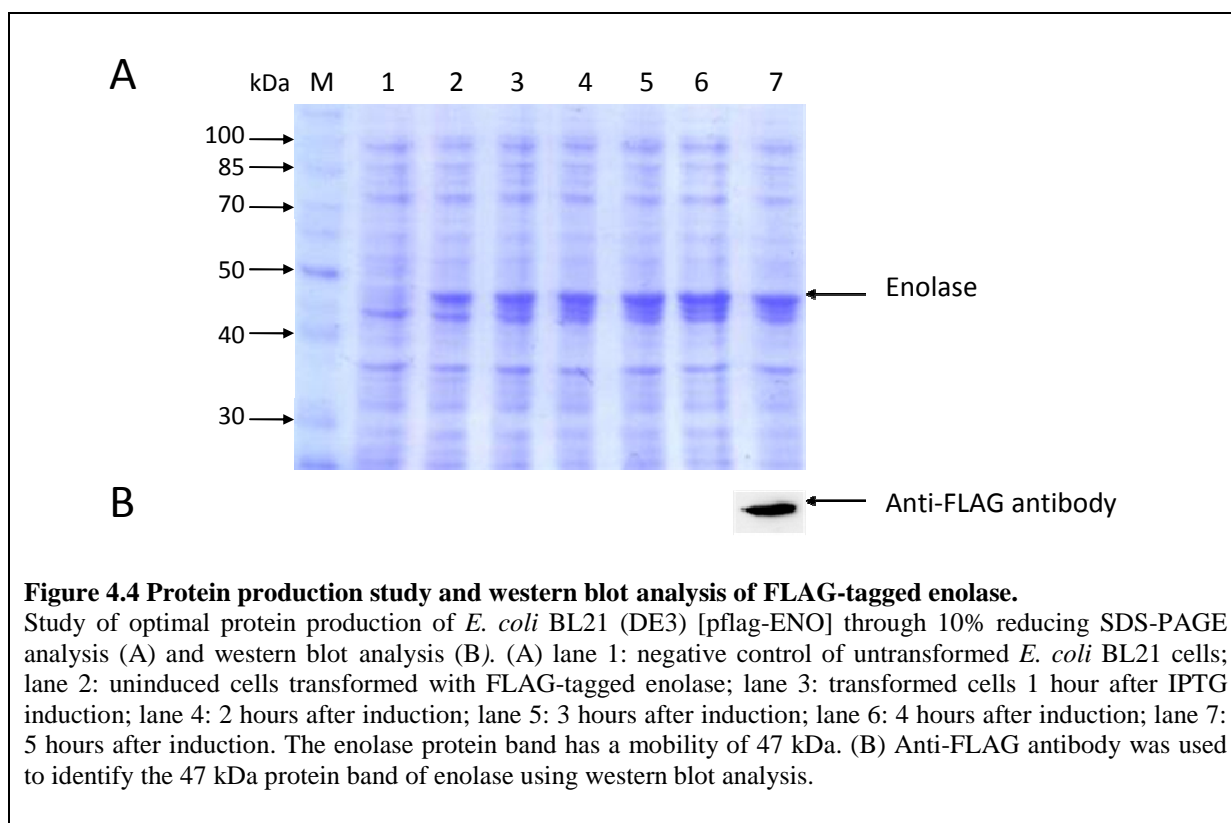 A
kDa M 1 2 3 4 5 6 7
100
85
70
50
Enolase
40
30
B
Anti-FLAG antibody
Figure 4.4 Protein production study and western blot analysis of FLAG-tagged enolase.
Study of optimal protein production of E. coli BL21 (DE3) [pflag-ENO] through 10% reducing SDS-PAGE
analysis (A) and western blot analysis (B). (A) lane 1: negative control of untransformed E. coli BL21 cells;
lane 2: uninduced cells transformed with FLAG-tagged enolase; lane 3: transformed cells 1 hour after IPTG
induction; lane 4: 2 hours after induction; lane 5: 3 hours after induction; lane 6: 4 hours after induction; lane 7:
5 hours after induction. The enolase protein band has a mobility of 47 kDa. (B) Anti-FLAG antibody was used
to identify the 47 kDa protein band of enolase using western blot analysis.